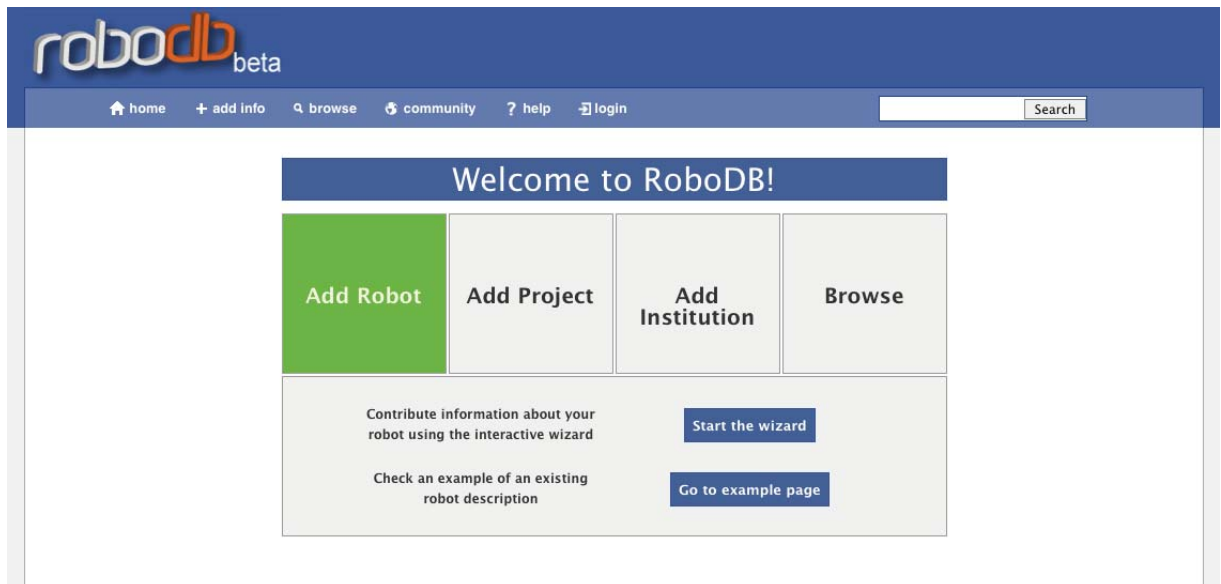 robodb beta
home + add info browse community ? help login Search
Welcome to RoboDB!
Add Robot
Add Project
Add
Institution
Browse
Contribute information about your
robot using the interactive wizard
Start the wizard
Check an example of an existing
robot description
Go to example page